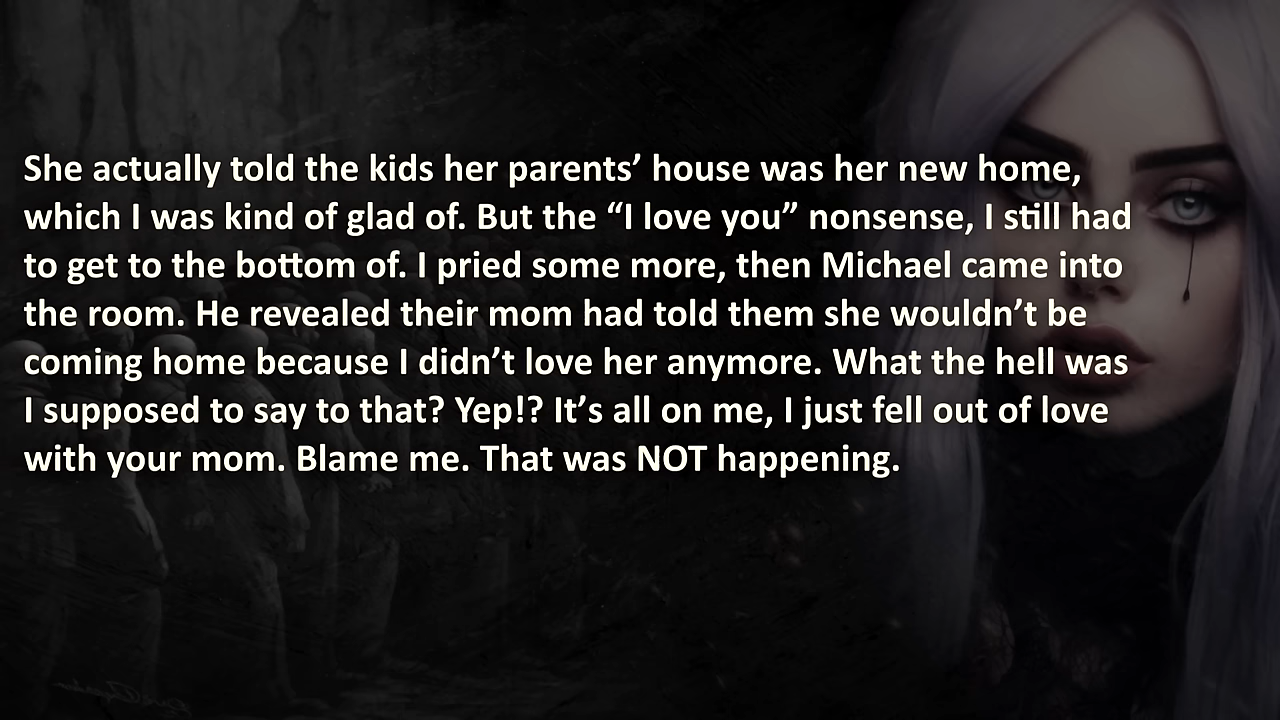 She actually told the kids her parents’ house was her new home,
which I was kind of glad of. But the “I love you” nonsense, I still had
to get to the bottom of. I pried some more, then Michael came into
the room. He revealed their mom had told them she wouldn’t be
coming home because I didn’t love her anymore. What the hell was
I supposed to say to that? Yep!? It’s all on me, I just fell out of love
with your mom. Blame me. That was NOT happening.